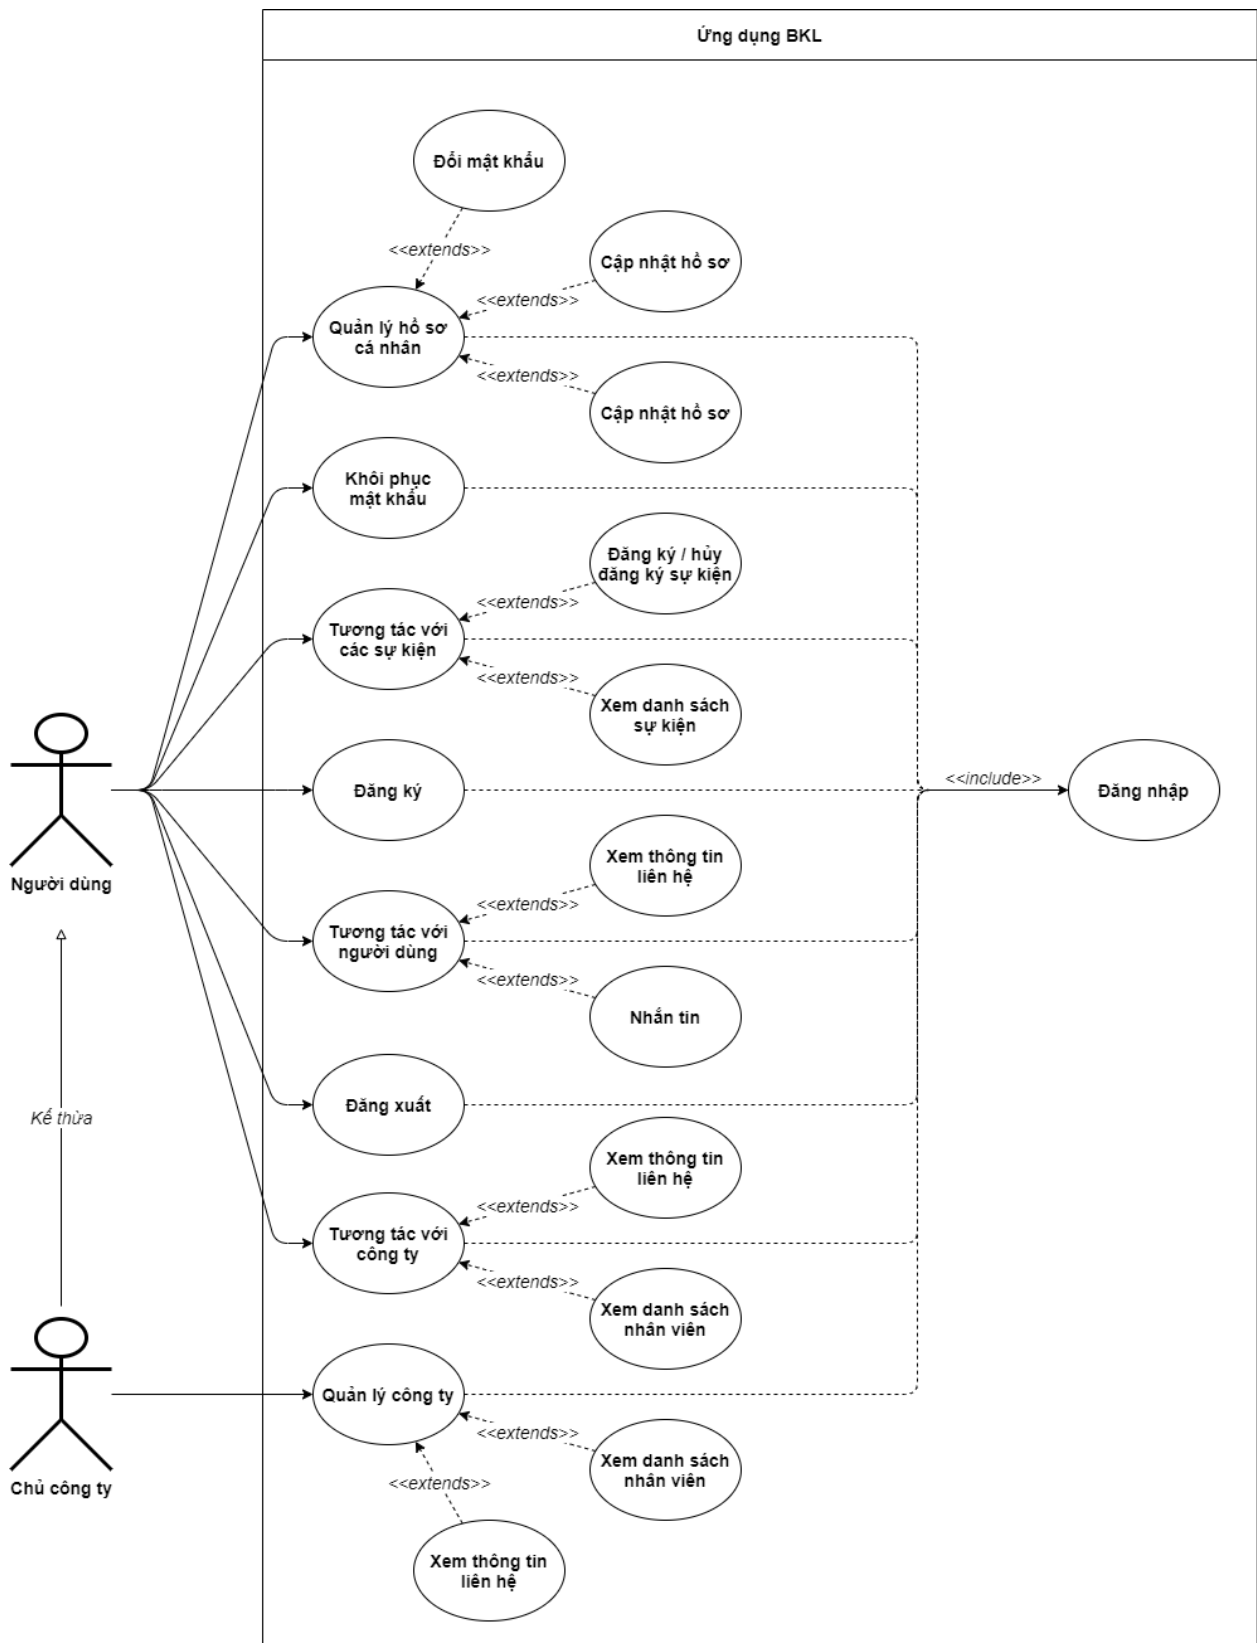 Ứng dụng BKL
Đổi mật khẩu
<<extends>>
Cập nhật hồ sơ
<<extends>>
Quản lý hồ sơ
cá nhân
<<extends>>
Cập nhật hồ sơ
Khôi phục
mật khẩu
Đăng ký / hủy
đăng ký sự kiện
<<extends>>
Tương tác với
các sự kiện
<<extends>>
Xem danh sách
sự kiện
Đăng ký
<<include>>
Đăng nhập
Người dùng
Xem thông tin
liên hệ
<<extends>>
Tương tác với
người dùng
<<extends>>
Nhắn tin
Đăng xuất
Kế thừa
Xem thông tin
liên hệ
<<extends>>
Tương tác với
công ty
<<extends>>
Xem danh sách
nhân viên
Quản lý công ty
<<extends>>
Xem danh sách
nhân viên
Chủ công ty
<<extends>>
Xem thông tin
liên hệ